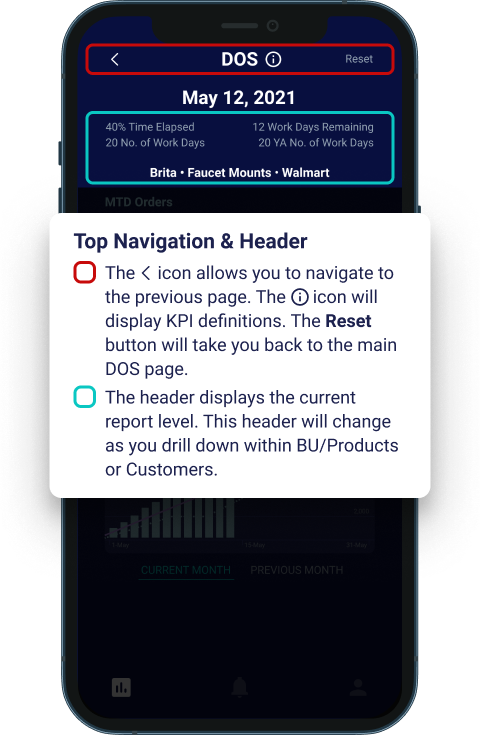 DOS
Reset
May 12, 2021
40% Time Elapsed
12 Work Days Remaining
20 No. of Work Days
20 YA No. of Work Days
Brita • Faucet Mounts • Walmart
MTD Orders
Top Navigation & Header
The < icon allows you to navigate to
the previous page. The ⓘ icon will
display KPI definitions. The Reset
button will take you back to the main
DOS page.
The header displays the current
report level. This header will change
as you drill down within BU/Products
or Customers.
CURRENT MONTH
PREVIOUS MONTH